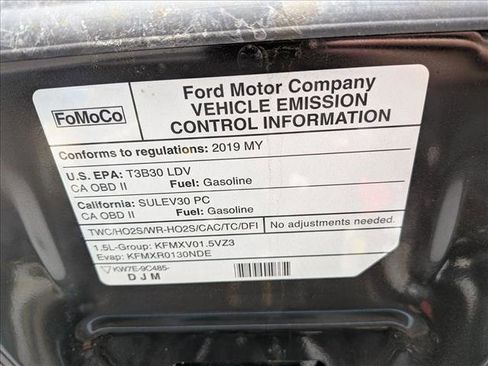 FoMoCo
Ford Motor Company
VEHICLE EMISSION
CONTROL INFORMATION
Conforms to regulations: 2019 MY
U.S. EPA: T3B30 LDV
CA OBD II Fuel: Gasoline
California: SULEV30 PC
CA OBD II Fuel: Gasoline
TWC/HO2S/WR-HO2S/CAC/TC/DFI
No adjustments needed.
1.5L-Group: KFMXV01.5VZ3
Evap: KFMXR0130NDE
KW7E-9C485-
DJM